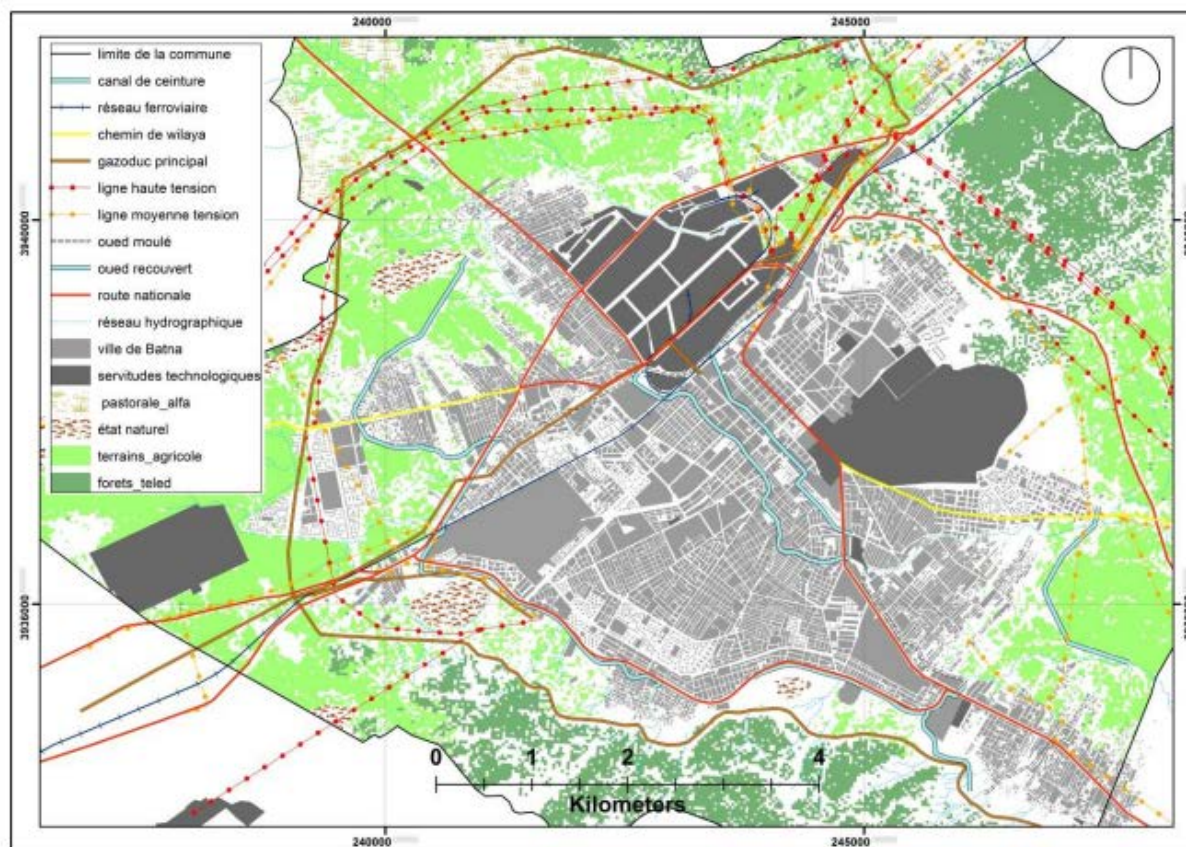 240000 245000
limite de la commune
canal de ceinture
réseau ferroviaire
chemin de wilaya
gazoduc principal
ligne haute tension
ligne moyenne tension
oued moulé
oued recouvert
route nationale
réseau hydrographique
ville de Batna
servitudes technologiques
pastorale_alfa
état naturel
terrains_agricole
forets_teled
3940000
3936000
0 1 2 4
Kilometers
240000 245000